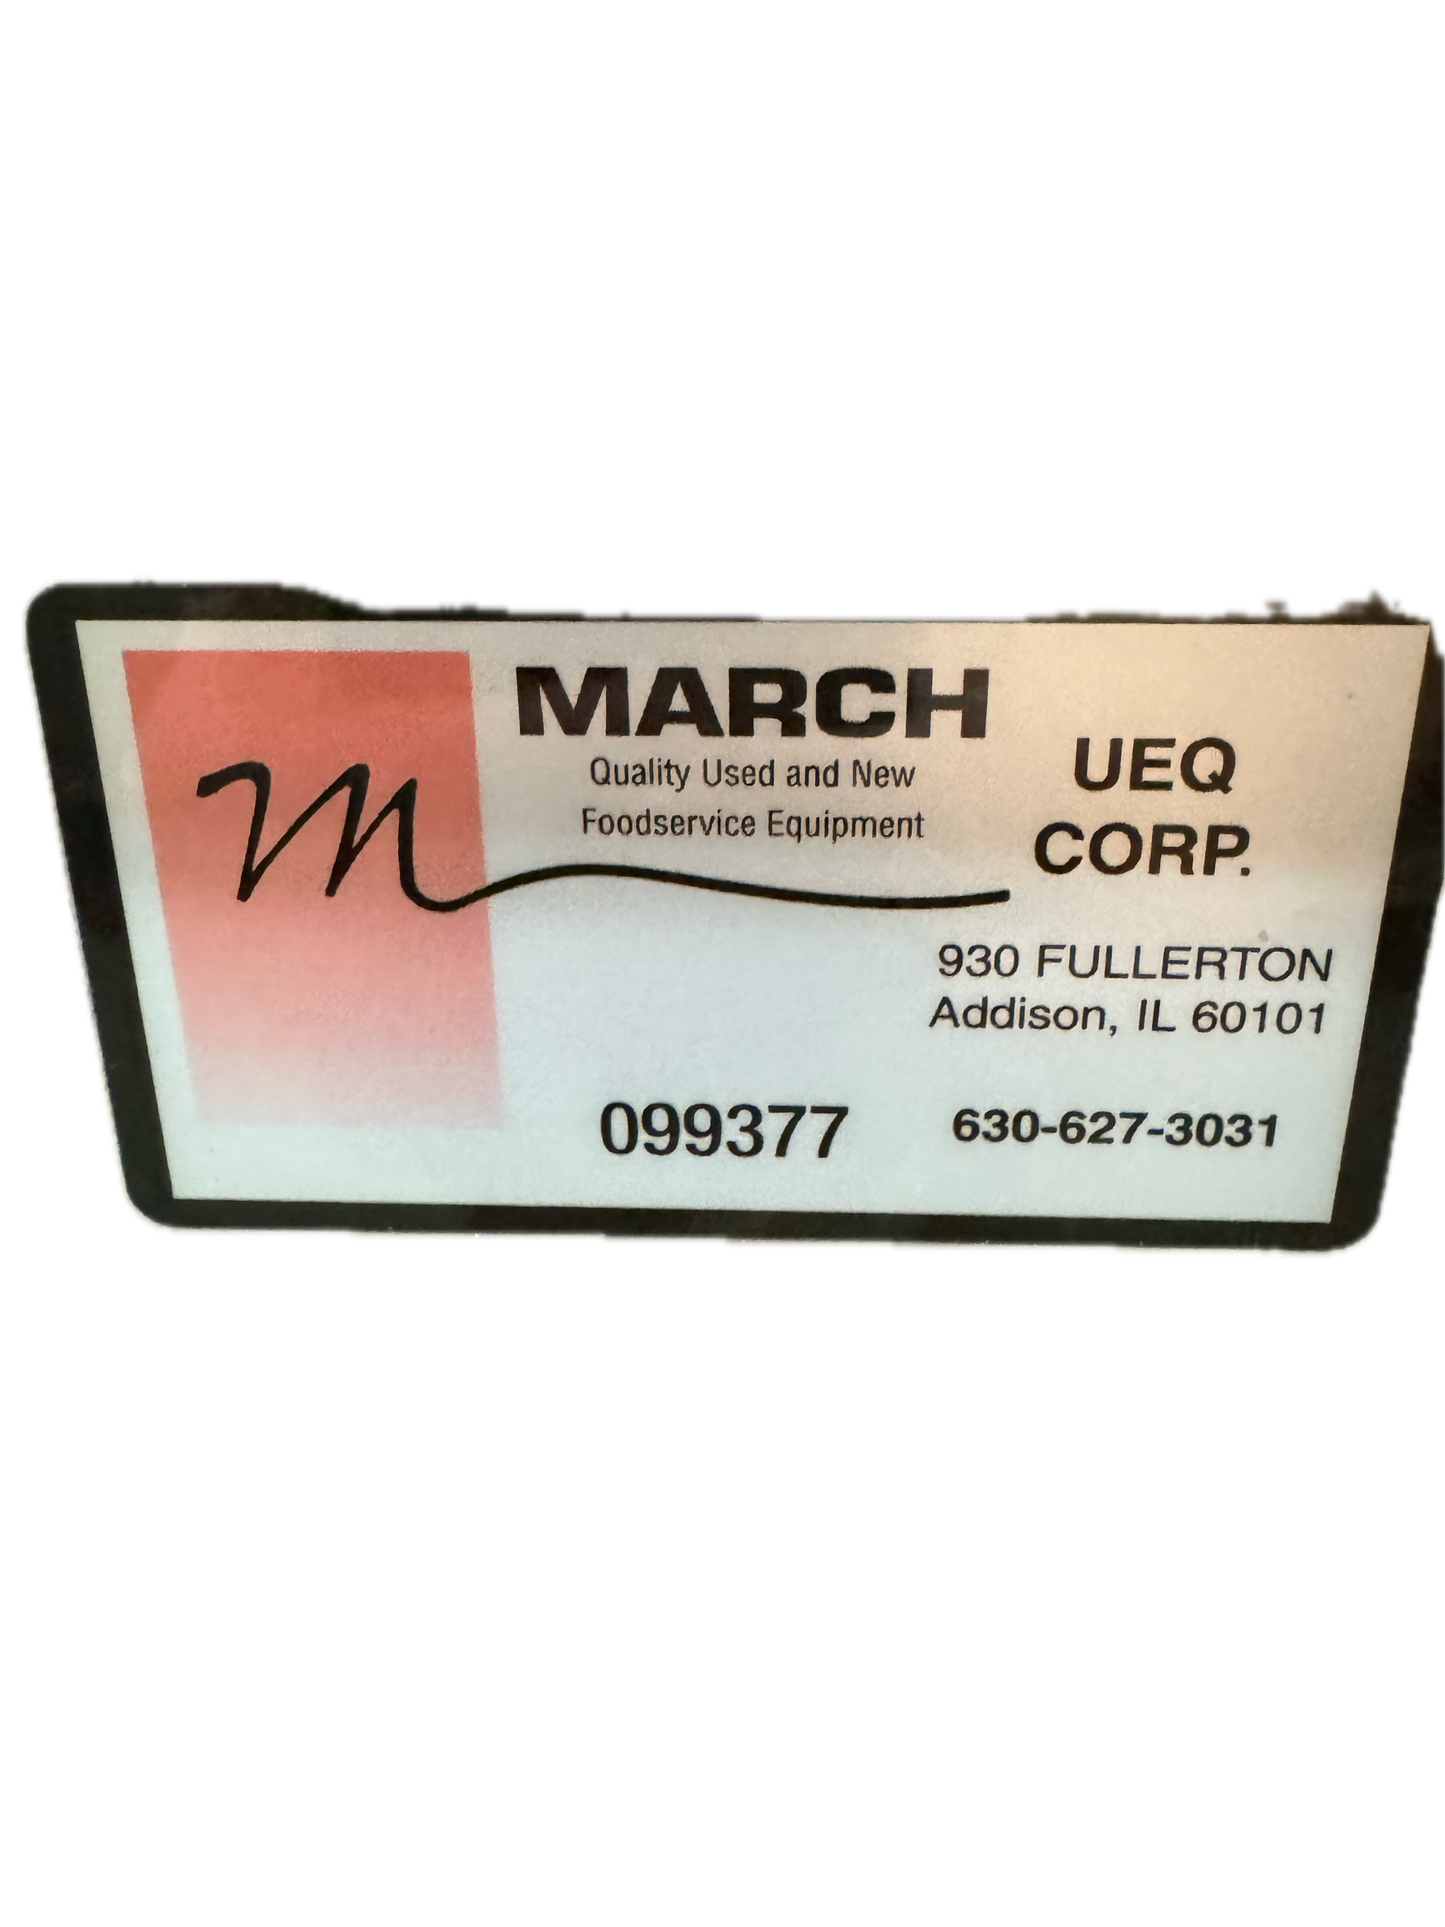 MARCH
Quality Used and New
Foodservice Equipment
m
UEQ
CORP.
930 FULLERTON
Addison, IL 60101
099377
630-627-3031